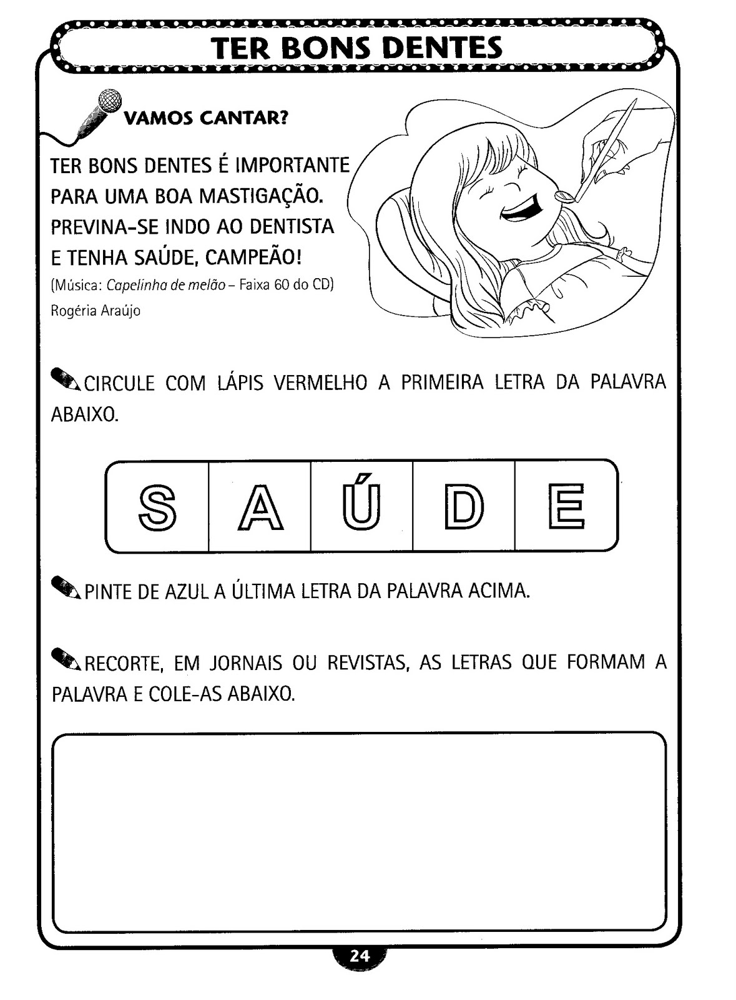 TER BONS DENTES
VAMOS CANTAR?
TER BONS DENTES É IMPORTANTE
PARA UMA BOA MASTIGAÇÃO.
PREVINA-SE INDO AO DENTISTA
E TENHA SAÚDE, CAMPEÃO!
(Música: Capelinha de melão – Faixa 60 do CD)
Rogéria Araújo
CIRCULE COM LÁPIS VERMELHO A PRIMEIRA LETRA DA PALAVRA
ABAIXO.
S A Ú D E
PINTE DE AZUL A ÚLTIMA LETRA DA PALAVRA ACIMA.
RECORTE, EM JORNAIS OU REVISTAS, AS LETRAS QUE FORMAM A
PALAVRA E COLE-AS ABAIXO.
24